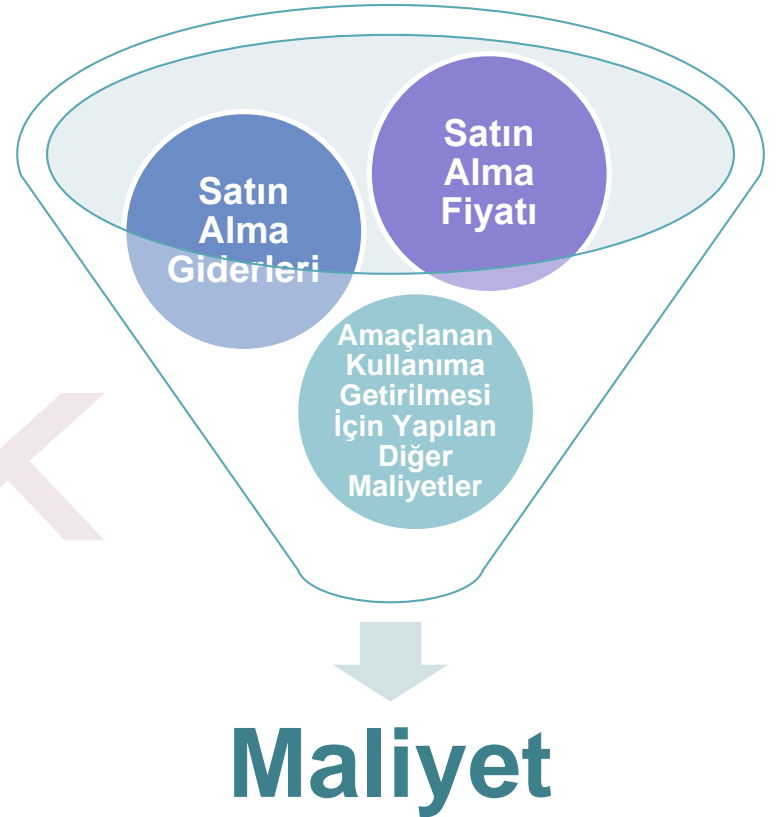 Satın
Alma
Fiyatı
Satın
Alma
Giderleri
Amaçlanan
Kullanıma
Getirilmesi
İçin Yapılan
Diğer
Maliyetler
K
Maliyet